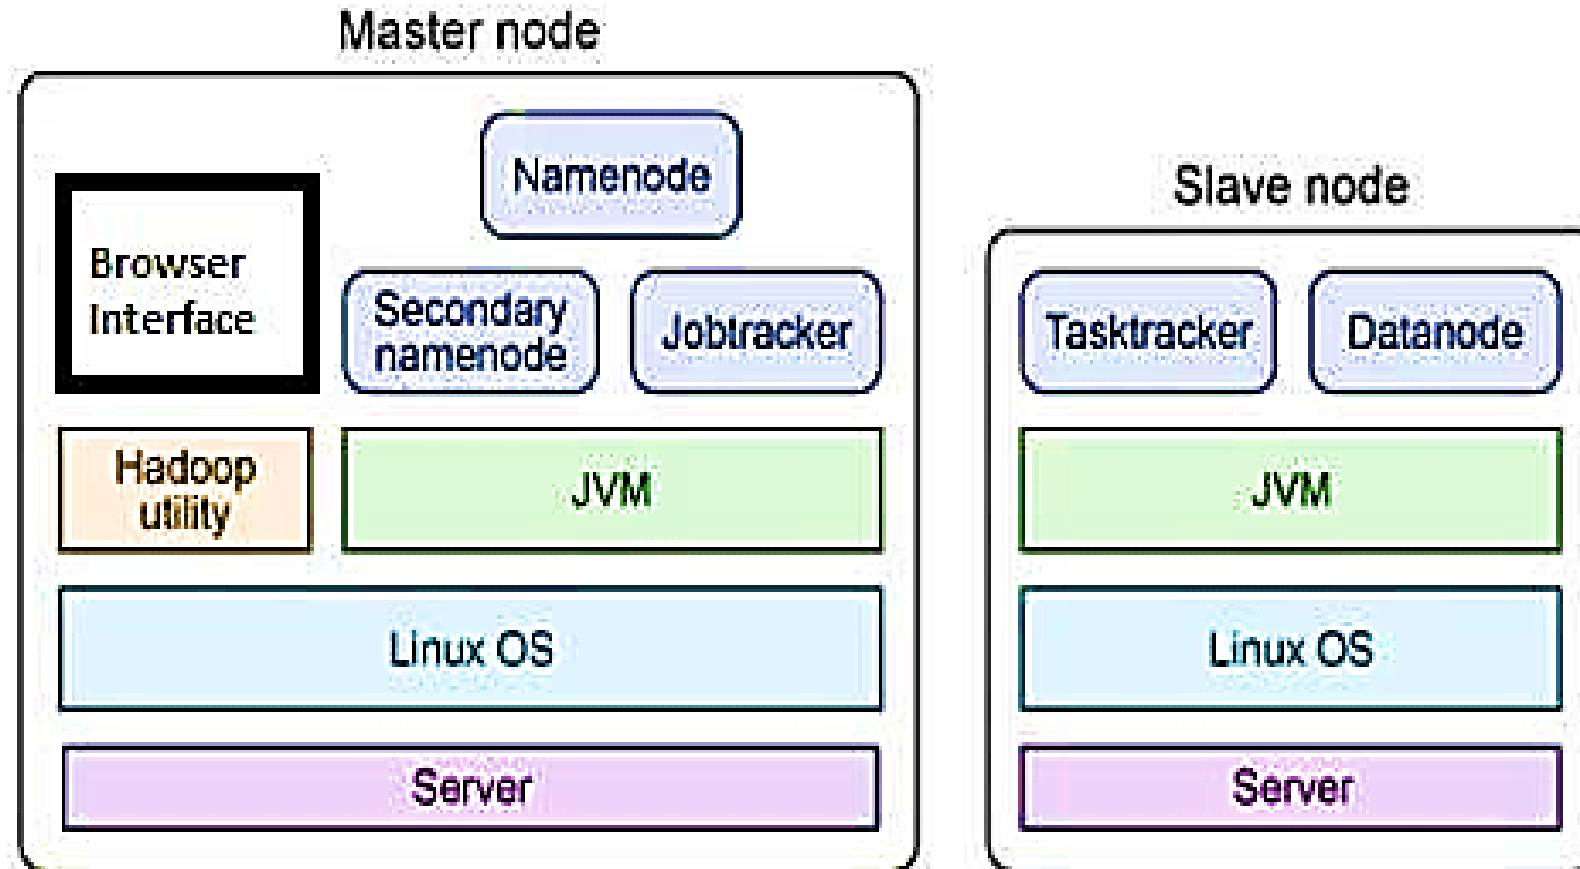 Master node
Namenode
Browser
Interface
Secondary
namenode
Jobtracker
Hadoop
utility
JVM
Linux OS
Server
Slave node
Tasktracker
Datanode
JVM
Linux OS
Server